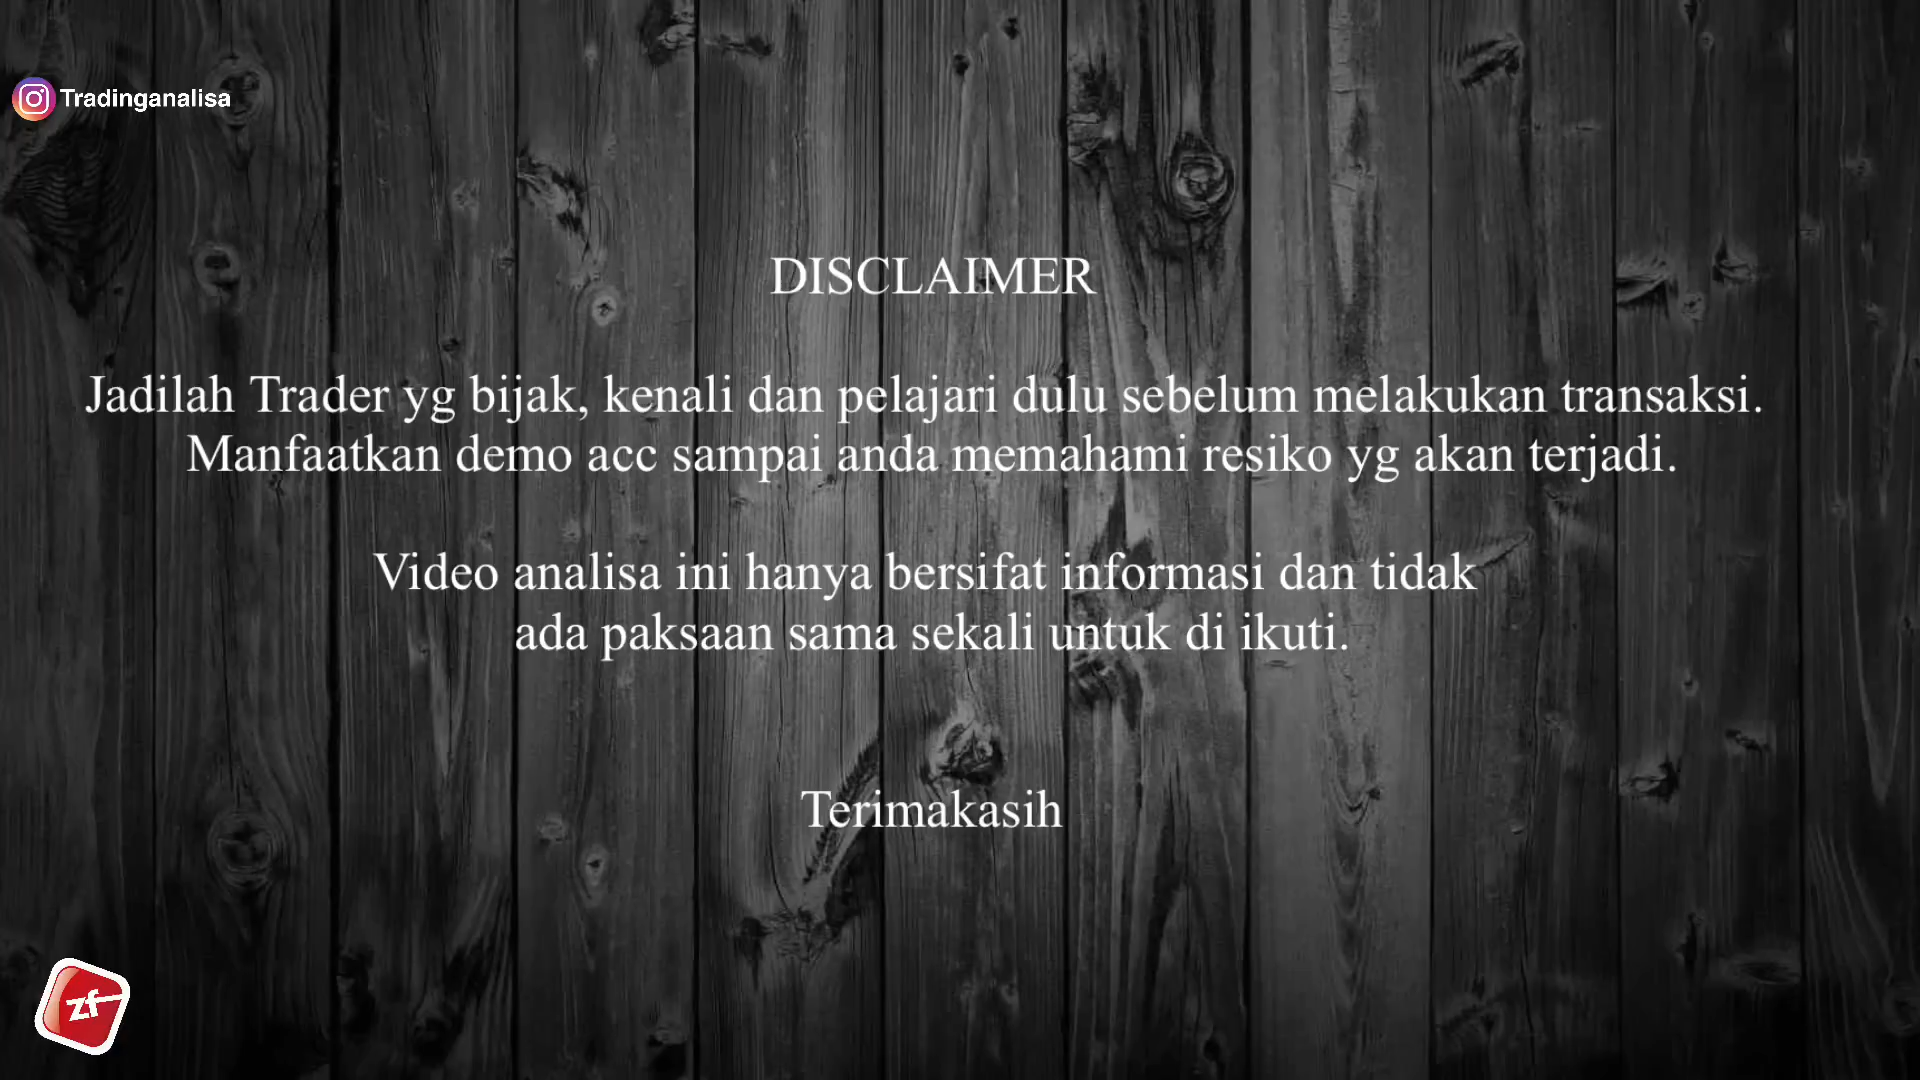 Tradinganalisa
DISCLAIMER
Jadilah Trader yg bijak, kenali dan pelajari dulu sebelum melakukan transaksi.
Manfaatkan demo acc sampai anda memahami resiko yg akan terjadi.
Video analisa ini hanya bersifat informasi dan tidak
ada paksaan sama sekali untuk di ikuti.
Terimakasih
zf